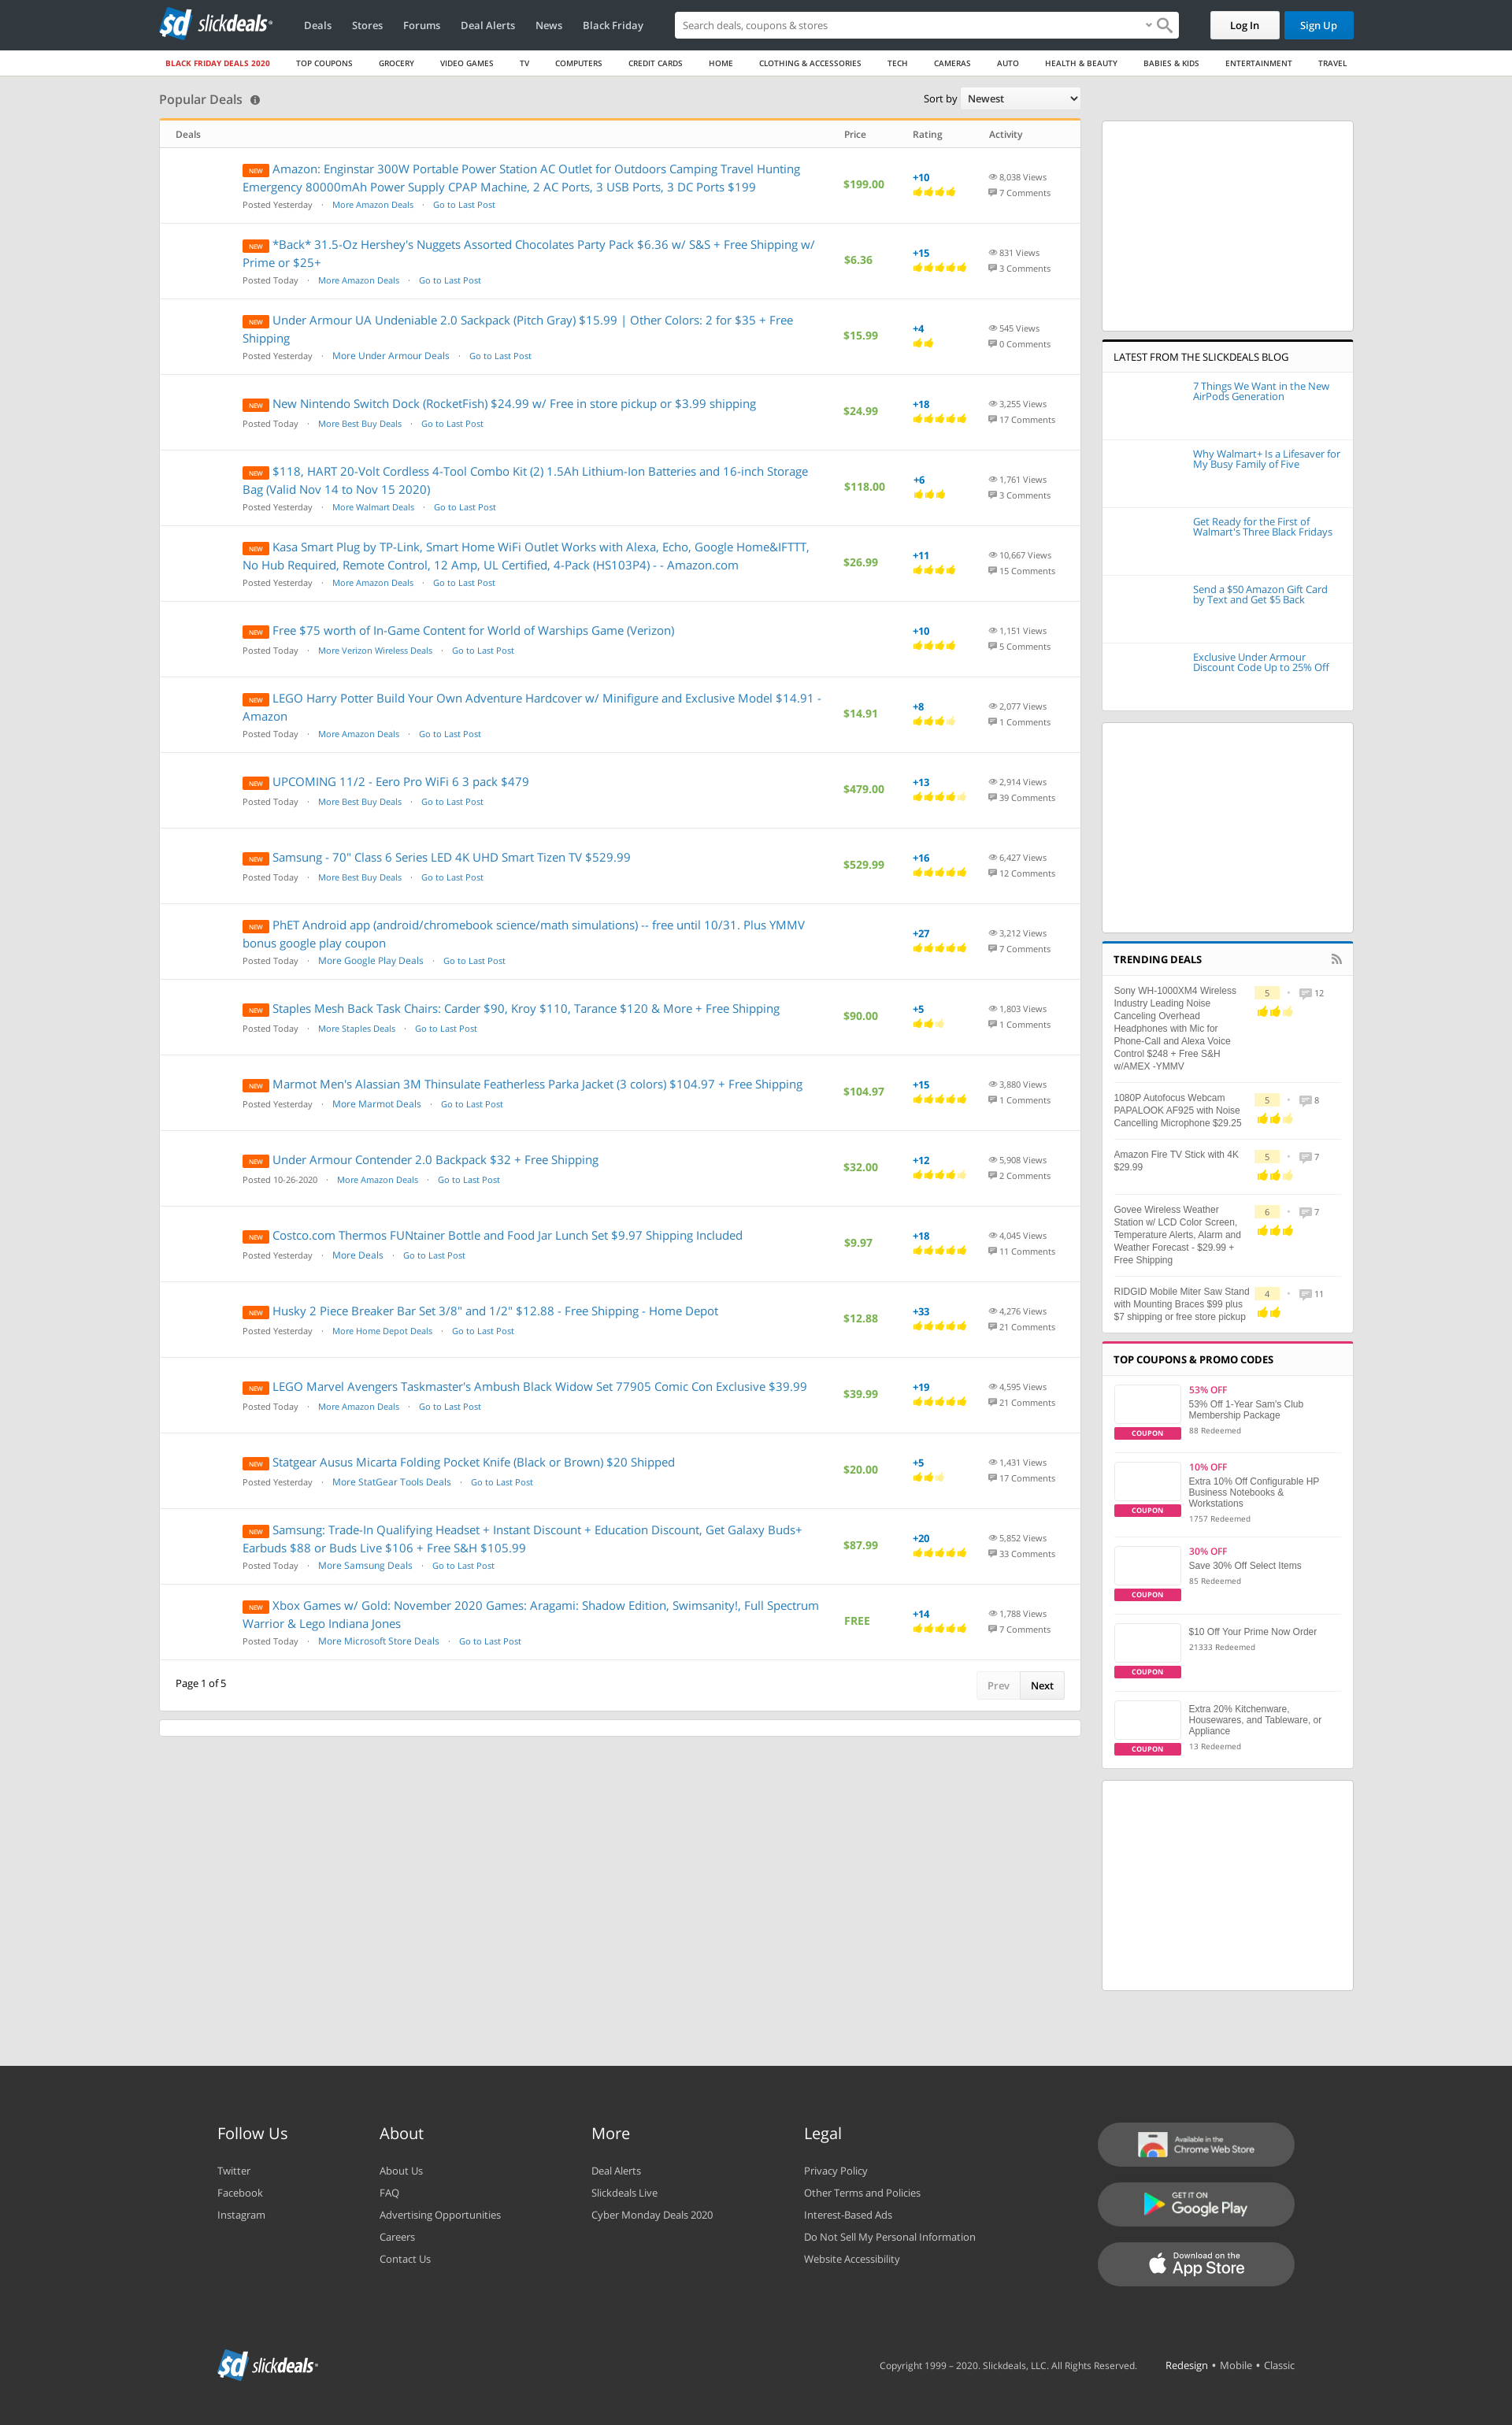 sd slickdeals
Deals Stores Forums Deal Alerts News Black Friday
Search deals, coupons & stores
Log In Sign Up
BLACK FRIDAY DEALS 2020 TOP COUPONS GROCERY VIDEO GAMES TV COMPUTERS CREDIT CARDS HOME CLOTHING & ACCESSORIES TECH CAMERAS AUTO HEALTH & BEAUTY BABIES & KIDS ENTERTAINMENT TRAVEL
Popular Deals
Sort by Newest
Deals Price Rating Activity
NEW Amazon: Enginstar 300W Portable Power Station AC Outlet for Outdoors Camping Travel Hunting
Emergency 80000mAh Power Supply CPAP Machine, 2 AC Ports, 3 USB Ports, 3 DC Ports $199
Posted Yesterday · More Amazon Deals · Go to Last Post
$199.00
+10
8,038 Views
7 Comments
NEW *Back* 31.5-Oz Hershey's Nuggets Assorted Chocolates Party Pack $6.36 w/ S&S + Free Shipping w/
Prime or $25+
Posted Today · More Amazon Deals · Go to Last Post
$6.36
+15
831 Views
3 Comments
NEW Under Armour UA Undeniable 2.0 Sackpack (Pitch Gray) $15.99 | Other Colors: 2 for $35 + Free
Shipping
Posted Yesterday · More Under Armour Deals · Go to Last Post
$15.99
+4
545 Views
0 Comments
NEW New Nintendo Switch Dock (RocketFish) $24.99 w/ Free in store pickup or $3.99 shipping
Posted Today · More Best Buy Deals · Go to Last Post
$24.99
+18
3,255 Views
17 Comments
NEW $118, HART 20-Volt Cordless 4-Tool Combo Kit (2) 1.5Ah Lithium-Ion Batteries and 16-inch Storage
Bag (Valid Nov 14 to Nov 15 2020)
Posted Yesterday · More Walmart Deals · Go to Last Post
$118.00
+6
1,761 Views
3 Comments
NEW Kasa Smart Plug by TP-Link, Smart Home WiFi Outlet Works with Alexa, Echo, Google Home&IFTTT,
No Hub Required, Remote Control, 12 Amp, UL Certified, 4-Pack (HS103P4) - - Amazon.com
Posted Yesterday · More Amazon Deals · Go to Last Post
$26.99
+11
10,667 Views
15 Comments
NEW Free $75 worth of In-Game Content for World of Warships Game (Verizon)
Posted Today · More Verizon Wireless Deals · Go to Last Post
+10
1,151 Views
5 Comments
NEW LEGO Harry Potter Build Your Own Adventure Hardcover w/ Minifigure and Exclusive Model $14.91 -
Amazon
Posted Today · More Amazon Deals · Go to Last Post
$14.91
+8
2,077 Views
1 Comments
NEW UPCOMING 11/2 - Eero Pro WiFi 6 3 pack $479
Posted Today · More Best Buy Deals · Go to Last Post
$479.00
+13
2,914 Views
39 Comments
NEW Samsung - 70" Class 6 Series LED 4K UHD Smart Tizen TV $529.99
Posted Today · More Best Buy Deals · Go to Last Post
$529.99
+16
6,427 Views
12 Comments
NEW PhET Android app (android/chromebook science/math simulations) -- free until 10/31. Plus YMMV
bonus google play coupon
Posted Today · More Google Play Deals · Go to Last Post
+27
3,212 Views
7 Comments
NEW Staples Mesh Back Task Chairs: Carder $90, Kroy $110, Tarance $120 & More + Free Shipping
Posted Today · More Staples Deals · Go to Last Post
$90.00
+5
1,803 Views
1 Comments
NEW Marmot Men's Alassian 3M Thinsulate Featherless Parka Jacket (3 colors) $104.97 + Free Shipping
Posted Yesterday · More Marmot Deals · Go to Last Post
$104.97
+15
3,880 Views
1 Comments
NEW Under Armour Contender 2.0 Backpack $32 + Free Shipping
Posted 10-26-2020 · More Amazon Deals · Go to Last Post
$32.00
+12
5,908 Views
2 Comments
NEW Costco.com Thermos FUNtainer Bottle and Food Jar Lunch Set $9.97 Shipping Included
Posted Yesterday · More Deals · Go to Last Post
$9.97
+18
4,045 Views
11 Comments
NEW Husky 2 Piece Breaker Bar Set 3/8" and 1/2" $12.88 - Free Shipping - Home Depot
Posted Yesterday · More Home Depot Deals · Go to Last Post
$12.88
+33
4,276 Views
21 Comments
NEW LEGO Marvel Avengers Taskmaster's Ambush Black Widow Set 77905 Comic Con Exclusive $39.99
Posted Today · More Amazon Deals · Go to Last Post
$39.99
+19
4,595 Views
21 Comments
NEW Statgear Ausus Micarta Folding Pocket Knife (Black or Brown) $20 Shipped
Posted Yesterday · More StatGear Tools Deals · Go to Last Post
$20.00
+5
1,431 Views
17 Comments
NEW Samsung: Trade-In Qualifying Headset + Instant Discount + Education Discount, Get Galaxy Buds+
Earbuds $88 or Buds Live $106 + Free S&H $105.99
Posted Today · More Samsung Deals · Go to Last Post
$87.99
+20
5,852 Views
33 Comments
NEW Xbox Games w/ Gold: November 2020 Games: Aragami: Shadow Edition, Swimsanity!, Full Spectrum
Warrior & Lego Indiana Jones
Posted Today · More Microsoft Store Deals · Go to Last Post
FREE
+14
1,788 Views
7 Comments
Page 1 of 5
Prev Next
LATEST FROM THE SLICKDEALS BLOG
7 Things We Want in the New
AirPods Generation
Why Walmart+ Is a Lifesaver for
My Busy Family of Five
Get Ready for the First of
Walmart's Three Black Fridays
Send a $50 Amazon Gift Card
by Text and Get $5 Back
Exclusive Under Armour
Discount Code Up to 25% Off
TRENDING DEALS
Sony WH-1000XM4 Wireless
Industry Leading Noise
Canceling Overhead
Headphones with Mic for
Phone-Call and Alexa Voice
Control $248 + Free S&H
w/AMEX -YMMV
5 • 12
1080P Autofocus Webcam
PAPALOOK AF925 with Noise
Cancelling Microphone $29.25
5 • 8
Amazon Fire TV Stick with 4K
$29.99
5 • 7
Govee Wireless Weather
Station w/ LCD Color Screen,
Temperature Alerts, Alarm and
Weather Forecast - $29.99 +
Free Shipping
6 • 7
RIDGID Mobile Miter Saw Stand
with Mounting Braces $99 plus
$7 shipping or free store pickup
4 • 11
TOP COUPONS & PROMO CODES
53% OFF
53% Off 1-Year Sam's Club
Membership Package
88 Redeemed
COUPON
10% OFF
Extra 10% Off Configurable HP
Business Notebooks &
Workstations
1757 Redeemed
COUPON
30% OFF
Save 30% Off Select Items
85 Redeemed
COUPON
$10 Off Your Prime Now Order
21333 Redeemed
COUPON
Extra 20% Kitchenware,
Housewares, and Tableware, or
Appliance
13 Redeemed
COUPON
Follow Us
Twitter
Facebook
Instagram
About
About Us
FAQ
Advertising Opportunities
Careers
Contact Us
More
Deal Alerts
Slickdeals Live
Cyber Monday Deals 2020
Legal
Privacy Policy
Other Terms and Policies
Interest-Based Ads
Do Not Sell My Personal Information
Website Accessibility
Available in the
Chrome Web Store
GET IT ON
Google Play
Download on the
App Store
sd slickdeals
Copyright 1999 – 2020. Slickdeals, LLC. All Rights Reserved.
Redesign • Mobile • Classic